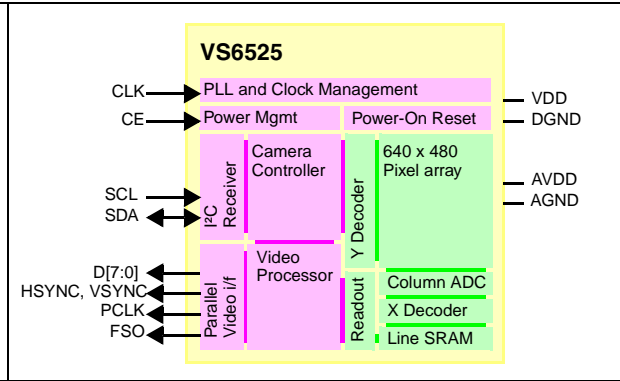 VS6525
CLK
PLL and Clock Management
VDD
CE
Power Mgmt
Power-On Reset
DGND
I²C
Receiver
Camera
Controller
Y Decoder
640 x 480
Pixel array
SCL
SDA
AVDD
AGND
D[7:0]
HSYNC, VSYNC
PCLK
FSO
Parallel
Video i/f
Video
Processor
Readout
Column ADC
X Decoder
Line SRAM